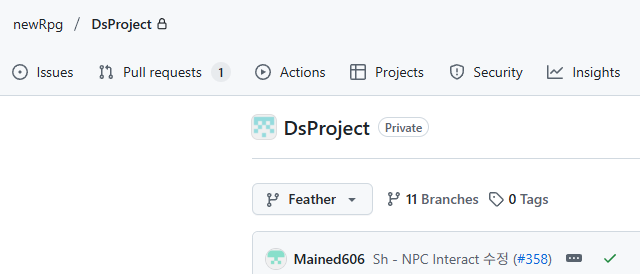 newRpg / DsProject
Issues Pull requests 1 Actions Projects Security Insights
DsProject Private
Feather 11 Branches 0 Tags
Mained606 Sh - NPC Interact 수정 (#358)